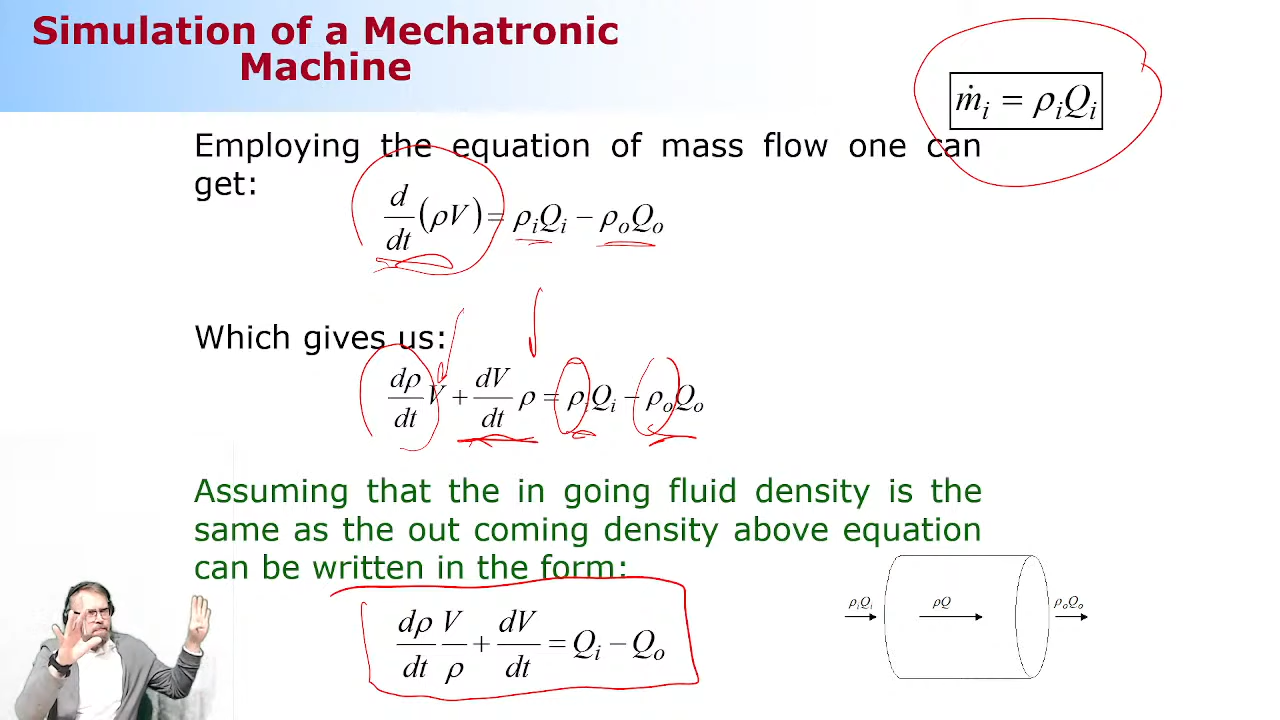 Simulation of a Mechatronic
Machine
ṁᵢ = ρᵢQᵢ
Employing the equation of mass flow one can
get:
d/dt (ρV) = ρᵢQᵢ − ρₒQₒ
Which gives us:
dρ/dt V + dV/dt ρ = ρᵢQᵢ − ρₒQₒ
Assuming that the in going fluid density is the
same as the out coming density above equation
can be written in the form:
dρ/dt V/ρ + dV/dt = Qᵢ − Qₒ
ρᵢQᵢ ρQ ρₒQₒ